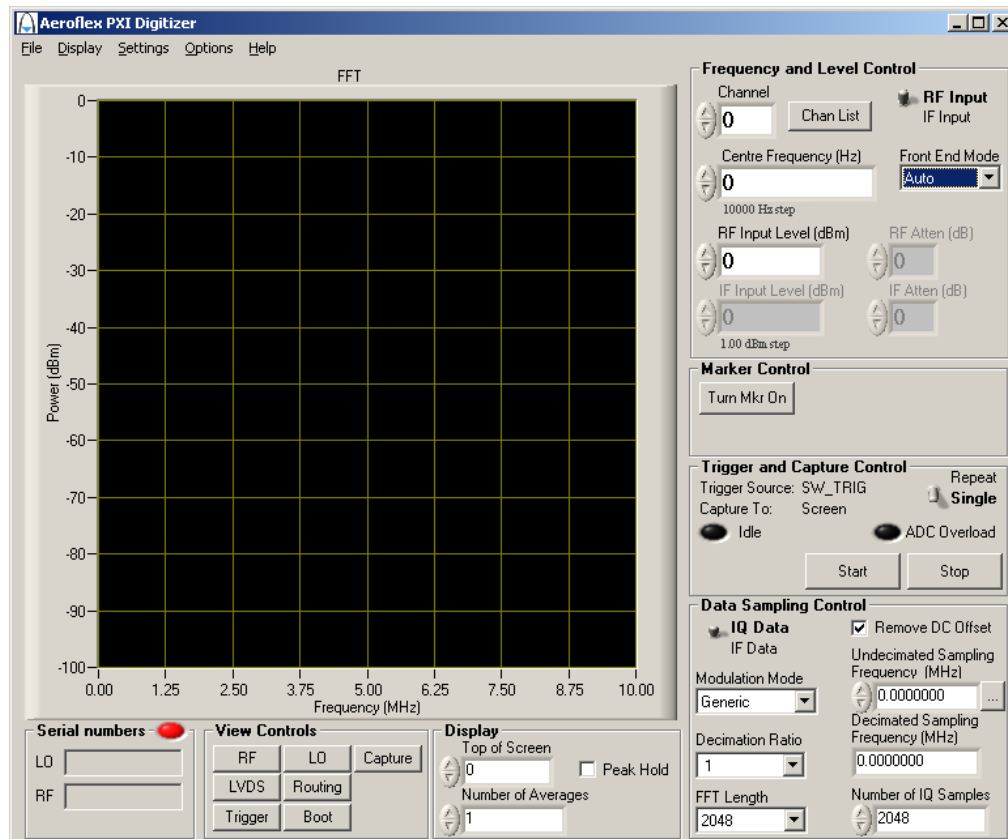 Aeroflex PXI Digitizer
File Display Settings Options Help
FFT
0
-10
-20
-30
-40
-50
-60
-70
-80
-90
-100
Power (dBm)
0.00 1.25 2.50 3.75 5.00 6.25 7.50 8.75 10.00
Frequency (MHz)
Frequency and Level Control
Channel
0
Chan List
RF Input
IF Input
Centre Frequency (Hz)
0
10000 Hz step
Front End Mode
Auto
RF Input Level (dBm)
0
RF Atten (dB)
0
IF Input Level (dBm)
0
1.00 dBm step
IF Atten (dB)
0
Marker Control
Turn Mkr On
Trigger and Capture Control
Trigger Source: SW_TRIG
Capture To: Screen
Repeat
Single
Idle
ADC Overload
Start
Stop
Data Sampling Control
IQ Data
IF Data
Remove DC Offset
Modulation Mode
Generic
Undecimated Sampling
Frequency (MHz)
0.0000000
...
Decimation Ratio
1
Decimated Sampling
Frequency (MHz)
0.0000000
FFT Length
2048
Number of IQ Samples
2048
Serial numbers
LO
RF
View Controls
RF LO Capture
LVDS Routing
Trigger Boot
Display
Top of Screen
0
Peak Hold
Number of Averages
1